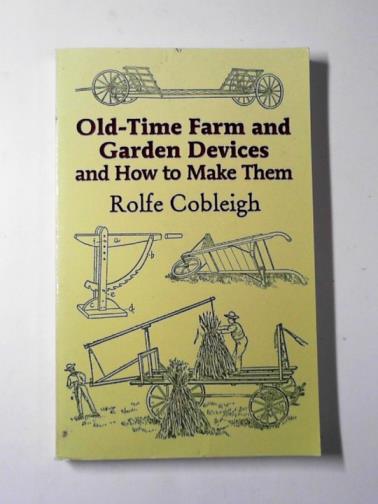 Old-Time Farm and
Garden Devices
and How to Make Them
Rolfe Cobleigh
a
b
c
d